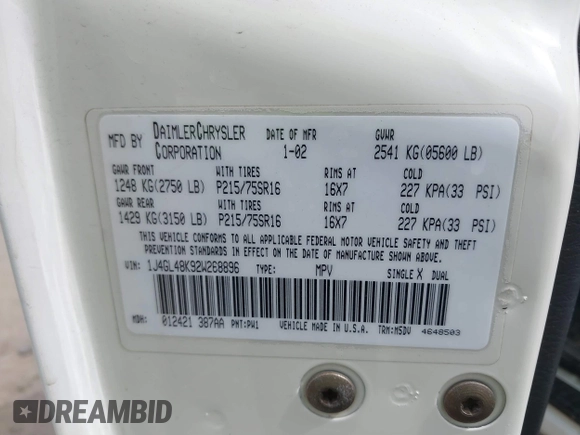 MFD BY DAIMLERCHRYSLER CORPORATION DATE OF MFR 1-02 GVWR 2541 KG(05600 LB)
GAWR FRONT WITH TIRES RIMS AT COLD
1248 KG(2750 LB) P215/75SR16 16X7 227 KPA(33 PSI)
GAWR REAR WITH TIRES RIMS AT COLD
1429 KG(3150 LB) P215/75SR16 16X7 227 KPA(33 PSI)
THIS VEHICLE CONFORMS TO ALL APPLICABLE FEDERAL MOTOR VEHICLE SAFETY AND THEFT
PREVENTION STANDARDS IN EFFECT ON THE DATE OF MANUFACTURE SHOWN ABOVE.
VIN: 1J4GL48K92W268896 TYPE: MPV SINGLE X DUAL
MDH: 012421 387AA PNT:PW1 VEHICLE MADE IN U.S.A. TRM:M5DV 4648503
DREAMBID